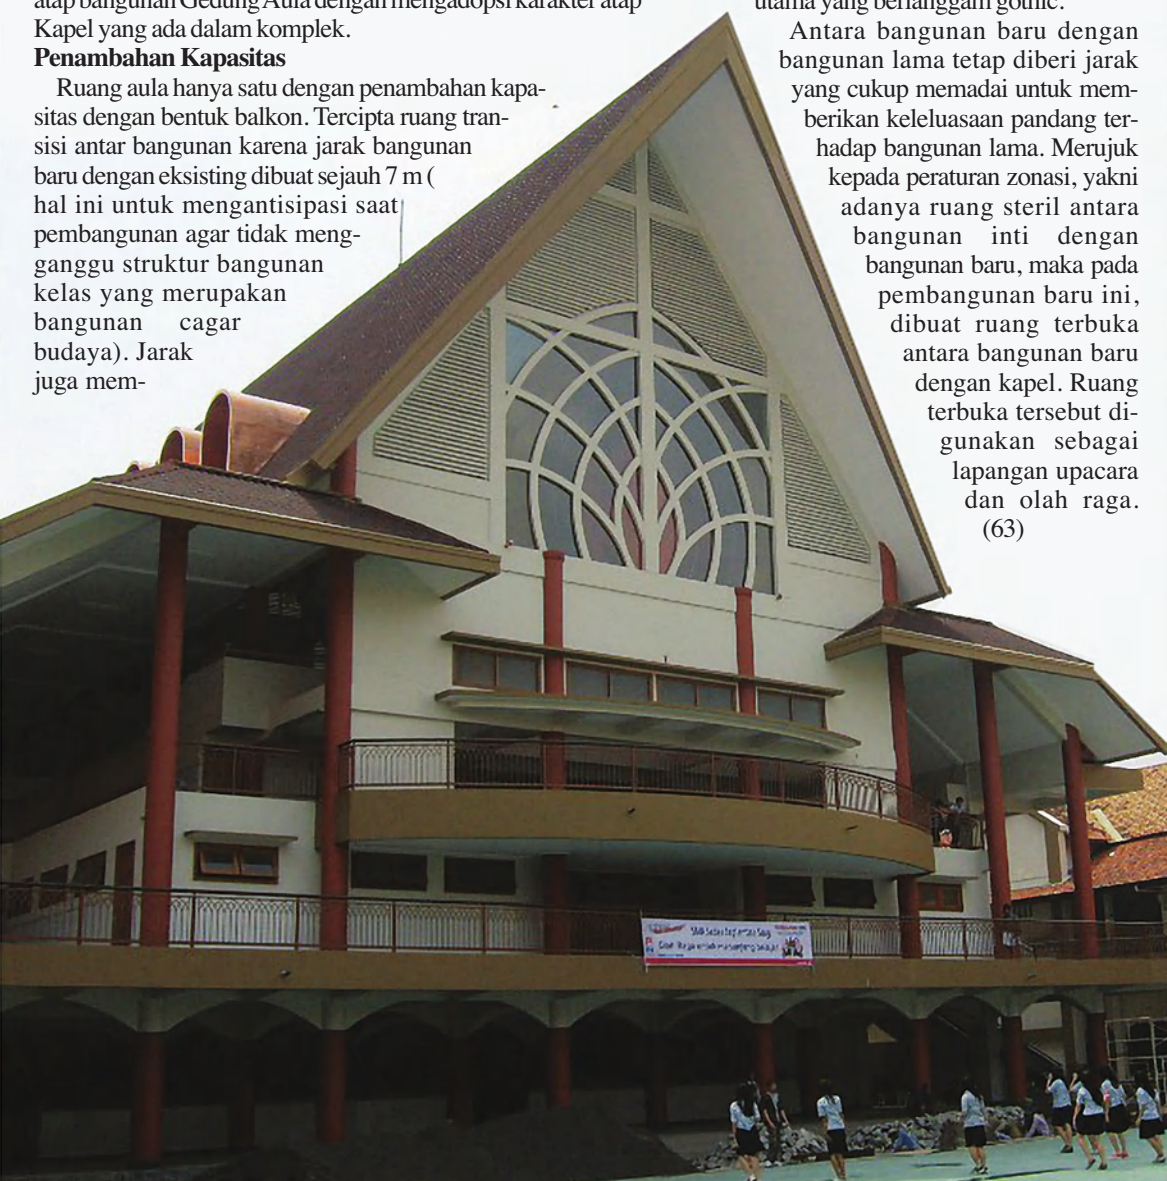 atap bangunan Gedung Aula dengan mengadopsi karakter atap
Kapel yang ada dalam komplek.
Penambahan Kapasitas
Ruang aula hanya satu dengan penambahan kapa-
sitas dengan bentuk balkon. Tercipta ruang tran-
sisi antar bangunan karena jarak bangunan
baru dengan eksisting dibuat sejauh 7 m (
hal ini untuk mengantisipasi saat
pembangunan agar tidak meng-
ganggu struktur bangunan
kelas yang merupakan
bangunan cagar
budaya). Jarak
juga mem-
utama yang berlanggam gothic.
Antara bangunan baru dengan
bangunan lama tetap diberi jarak
yang cukup memadai untuk mem-
berikan keleluasaan pandang ter-
hadap bangunan lama. Merujuk
kepada peraturan zonasi, yakni
adanya ruang steril antara
bangunan inti dengan
bangunan baru, maka pada
pembangunan baru ini,
dibuat ruang terbuka
antara bangunan baru
dengan kapel. Ruang
terbuka tersebut di-
gunakan sebagai
lapangan upacara
dan olah raga.
(63)